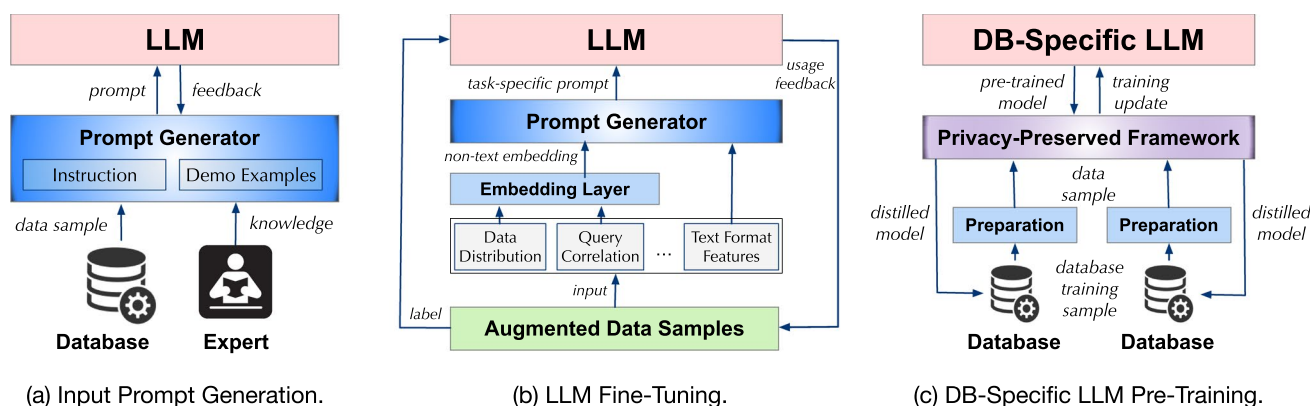 LLM
prompt
feedback
Prompt Generator
Instruction
Demo Examples
data sample
knowledge
Database
Expert
(a) Input Prompt Generation.
LLM
usage
feedback
task-specific prompt
Prompt Generator
non-text embedding
Embedding Layer
Data
Distribution
Query
Correlation
...
Text Format
Features
input
label
Augmented Data Samples
(b) LLM Fine-Tuning.
DB-Specific LLM
pre-trained
model
training
update
Privacy-Preserved Framework
data
sample
distilled
model
Preparation
Preparation
distilled
model
database
training
sample
Database
Database
(c) DB-Specific LLM Pre-Training.